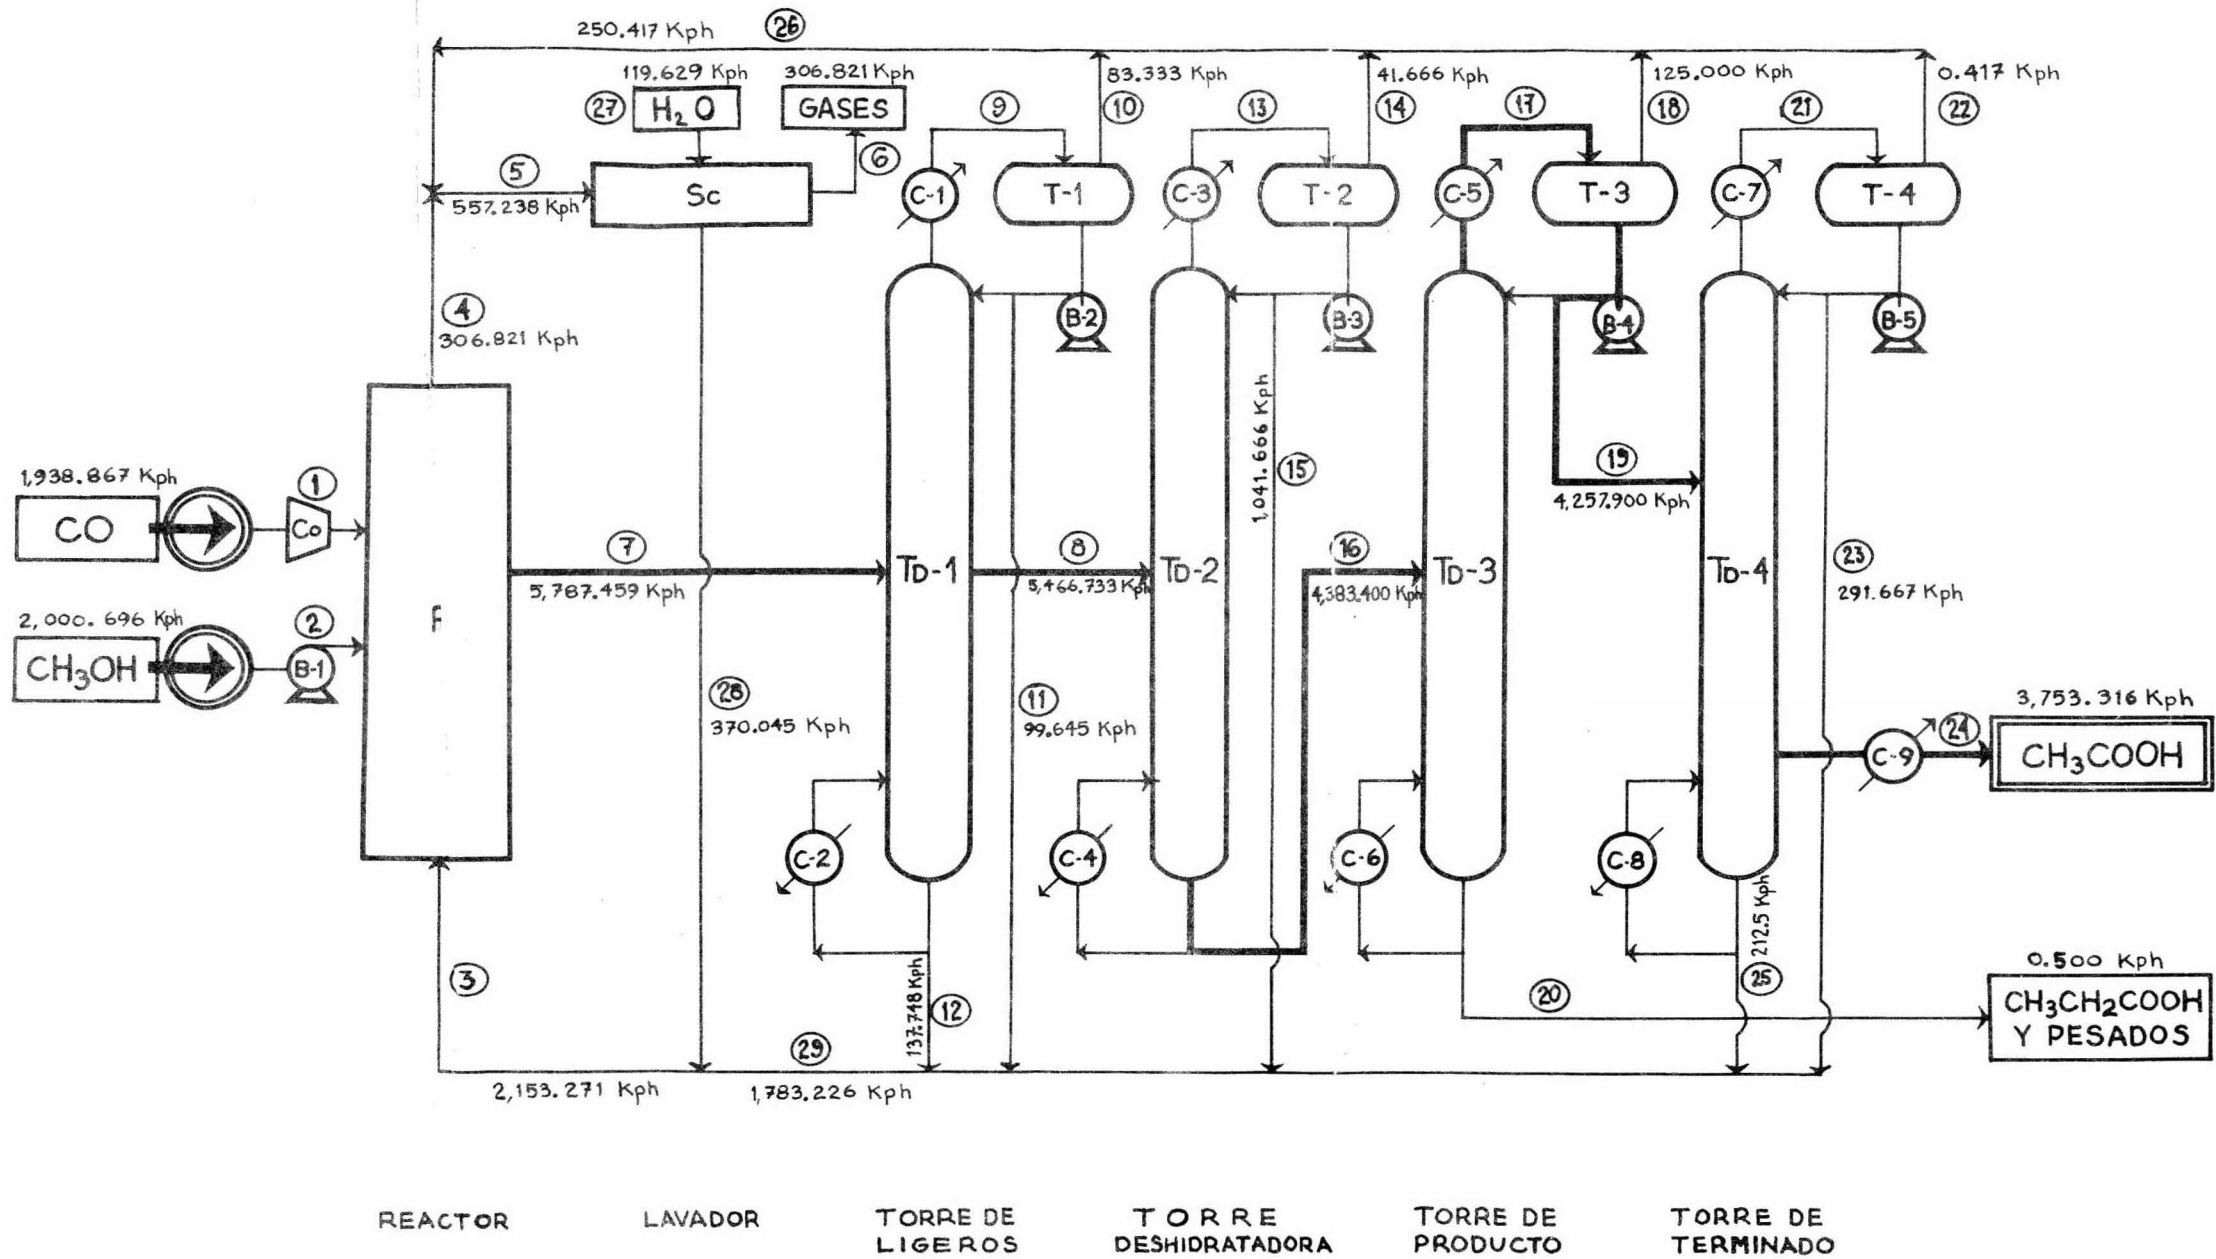 250.417 Kph
26
119.629 Kph
306.821 Kph
83.333 Kph
41.666 Kph
125.000 Kph
0.417 Kph
27
H₂O
GASES
9
10
13
14
17
18
21
22
5
6
557.238 Kph
Sc
C-1
T-1
C-3
T-2
C-5
T-3
C-7
T-4
4
306.821 Kph
B-2
B-3
B-4
B-5
1,938.867 Kph
1
CO
Co
1,041.666 Kph
15
19
4,257.900 Kph
7
8
16
23
5,787.459 Kph
TD-1
5,466.733 Kph
TD-2
4,383.400 Kph
TD-3
TD-4
291.667 Kph
2,000.696 Kph
2
CH₃OH
B-1
28
370.045 Kph
11
99.645 Kph
3,753.316 Kph
24
C-9
CH₃COOH
C-2
C-4
C-6
C-8
212.5 Kph
25
3
137.748 Kph
12
20
0.500 Kph
CH₃CH₂COOH
Y PESADOS
29
2,153.271 Kph
1,783.226 Kph
REACTOR
LAVADOR
TORRE DE
LIGEROS
TORRE
DESHIDRATADORA
TORRE DE
PRODUCTO
TORRE DE
TERMINADO